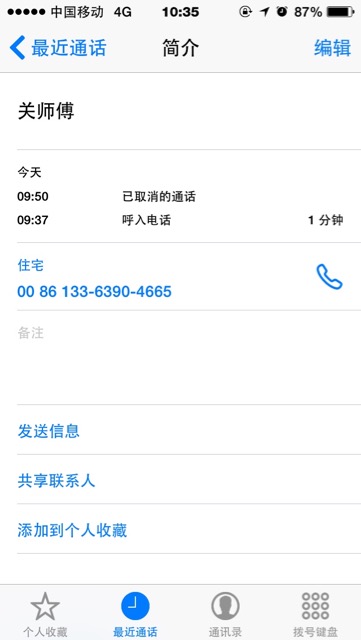 中国移动 4G 10:35 87%
最近通话 简介 编辑
关师傅
今天
09:50 已取消的通话
09:37 呼入电话 1 分钟
住宅
00 86 133-6390-4665
备注
发送信息
共享联系人
添加到个人收藏
个人收藏 最近通话 通讯录 拨号键盘